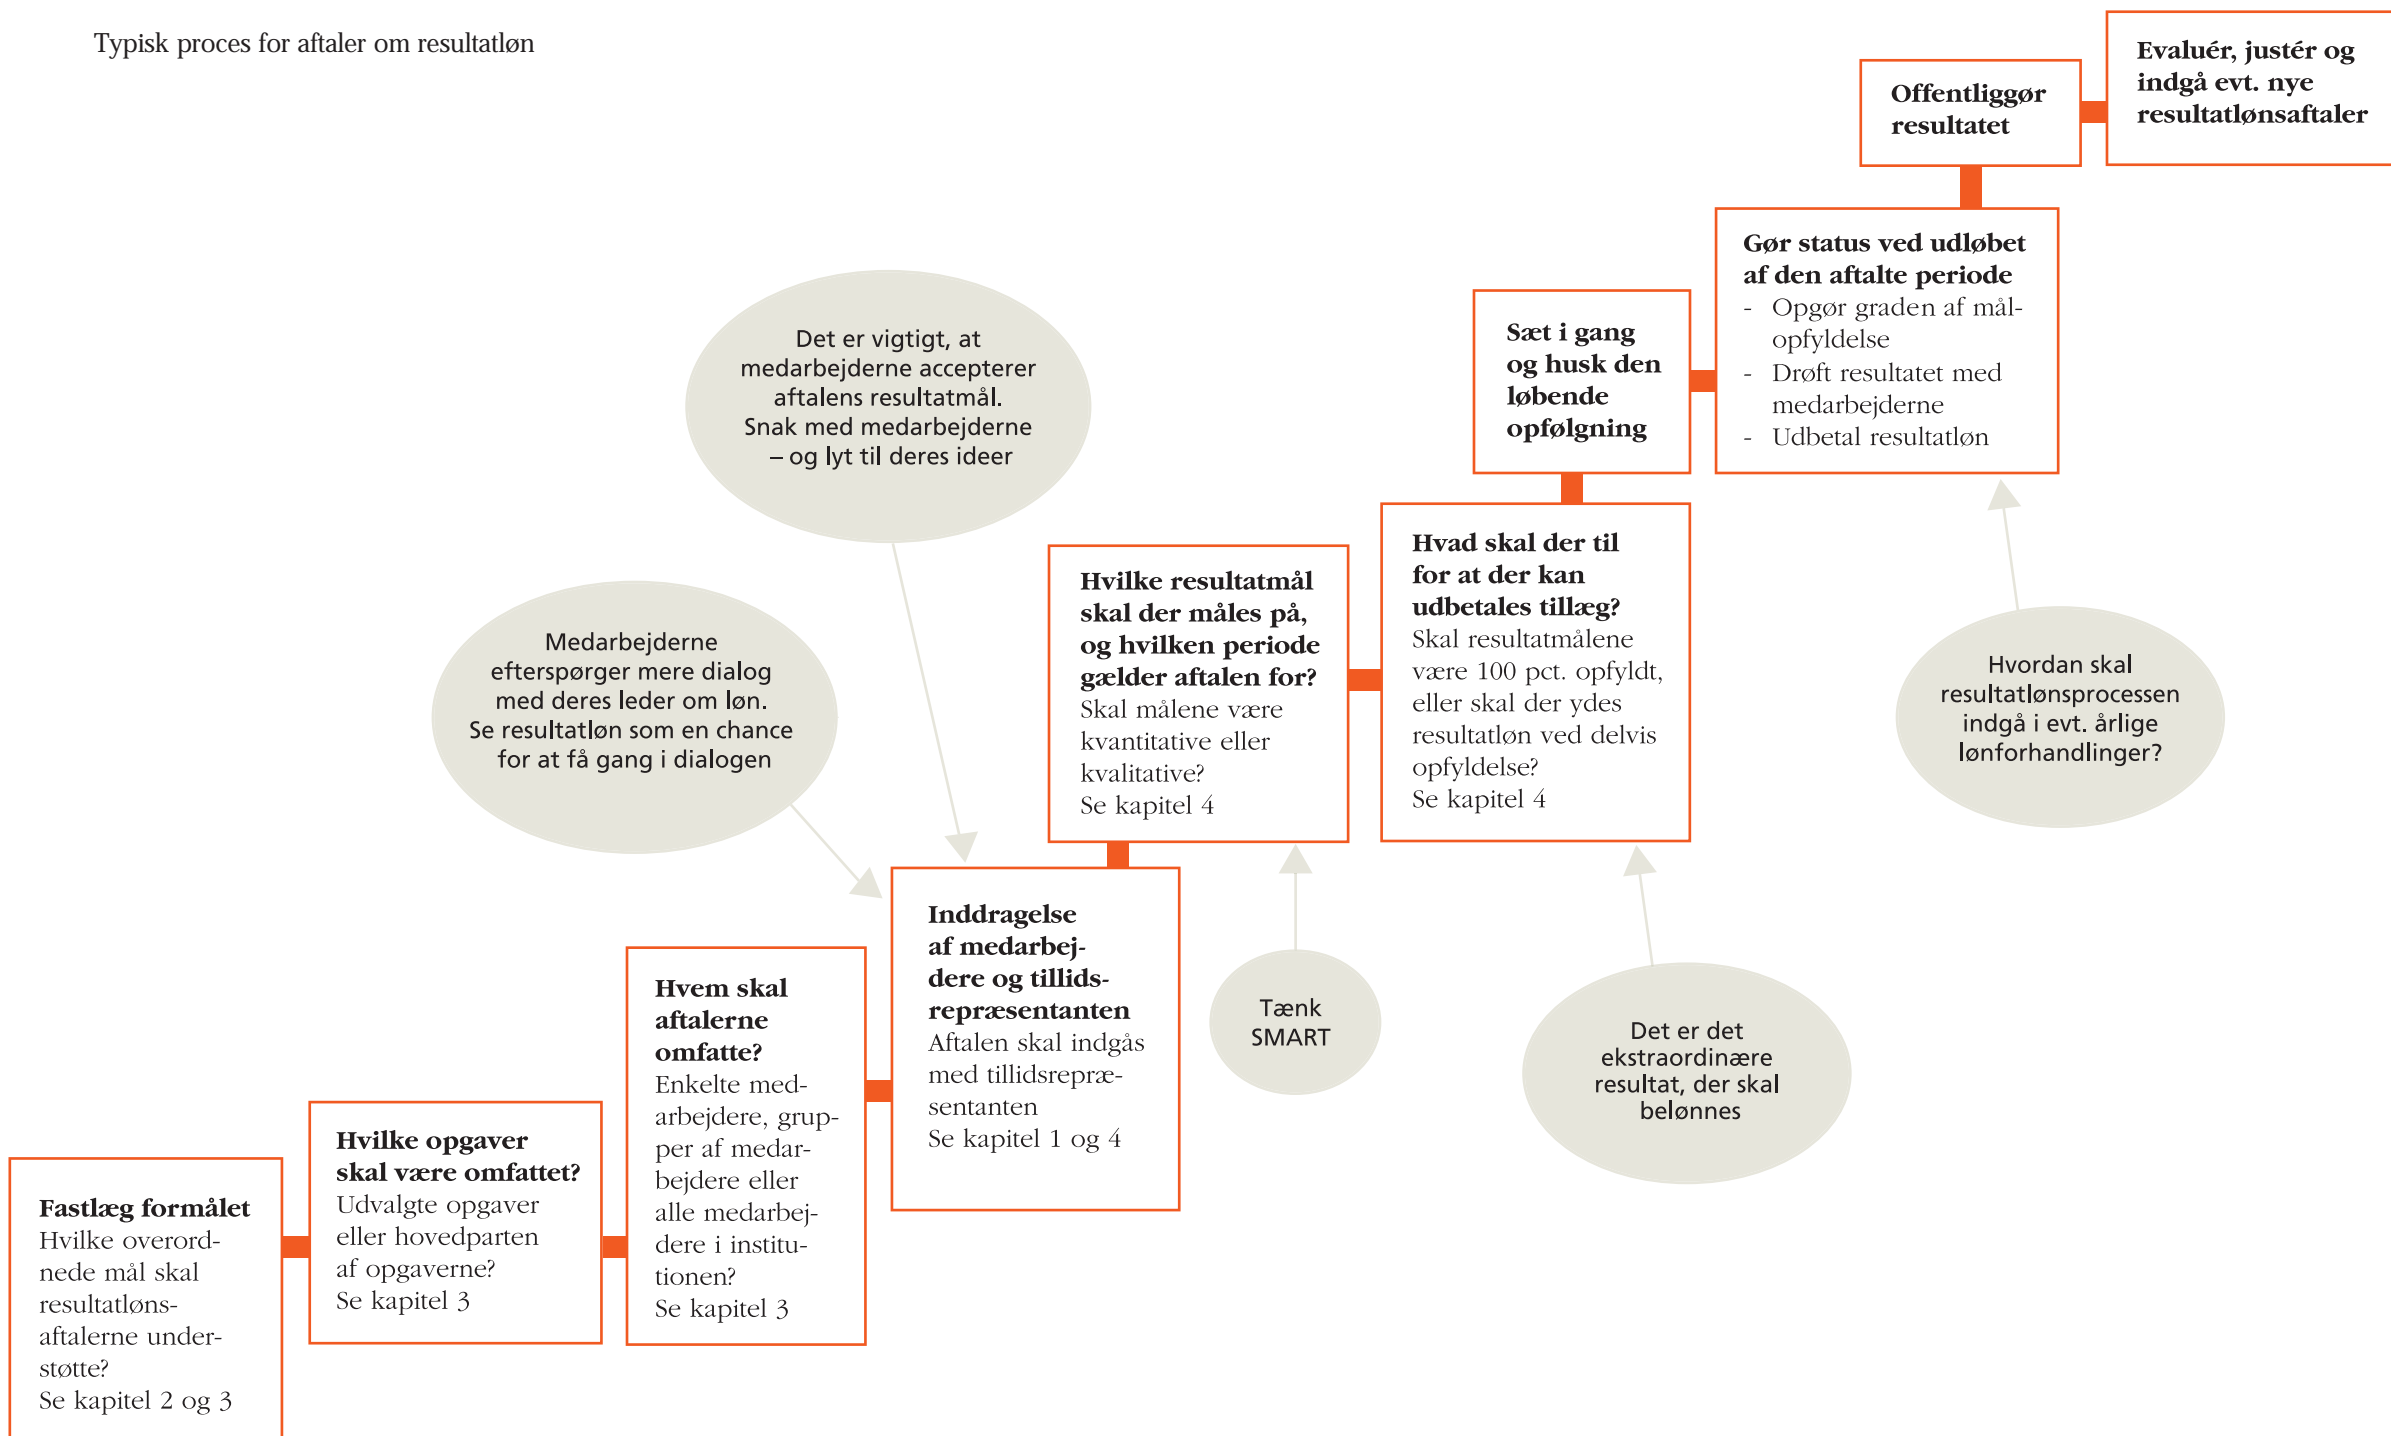 Typisk proces for aftaler om resultatløn
Fastlæg formålet
Hvilke overord-
nede mål skal
resultatløns-
aftalerne under-
støtte?
Se kapitel 2 og 3
Hvilke opgaver
skal være omfattet?
Udvalgte opgaver
eller hovedparten
af opgaverne?
Se kapitel 3
Hvem skal
aftalerne
omfatte?
Enkelte med-
arbejdere, grup-
per af medar-
bejdere eller
alle medarbej-
dere i institu-
tionen?
Se kapitel 3
Medarbejderne
efterspørger mere dialog
med deres leder om løn.
Se resultatløn som en chance
for at få gang i dialogen
Det er vigtigt, at
medarbejderne accepterer
aftalens resultatmål.
Snak med medarbejderne
– og lyt til deres ideer
Inddragelse
af medarbej-
dere og tillids-
repræsentanten
Aftalen skal indgås
med tillidsrepræ-
sentanten
Se kapitel 1 og 4
Hvilke resultatmål
skal der måles på,
og hvilken periode
gælder aftalen for?
Skal målene være
kvantitative eller
kvalitative?
Se kapitel 4
Tænk
SMART
Hvad skal der til
for at der kan
udbetales tillæg?
Skal resultatmålene
være 100 pct. opfyldt,
eller skal der ydes
resultatløn ved delvis
opfyldelse?
Se kapitel 4
Det er det
ekstraordinære
resultat, der skal
belønnes
Sæt i gang
og husk den
løbende
opfølgning
Gør status ved udløbet
af den aftalte periode
- Opgør graden af mål-
opfyldelse
- Drøft resultatet med
medarbejderne
- Udbetal resultatløn
Hvordan skal
resultatlønsprocessen
indgå i evt. årlige
lønforhandlinger?
Offentliggør
resultatet
Evaluér, justér og
indgå evt. nye
resultatlønsaftaler